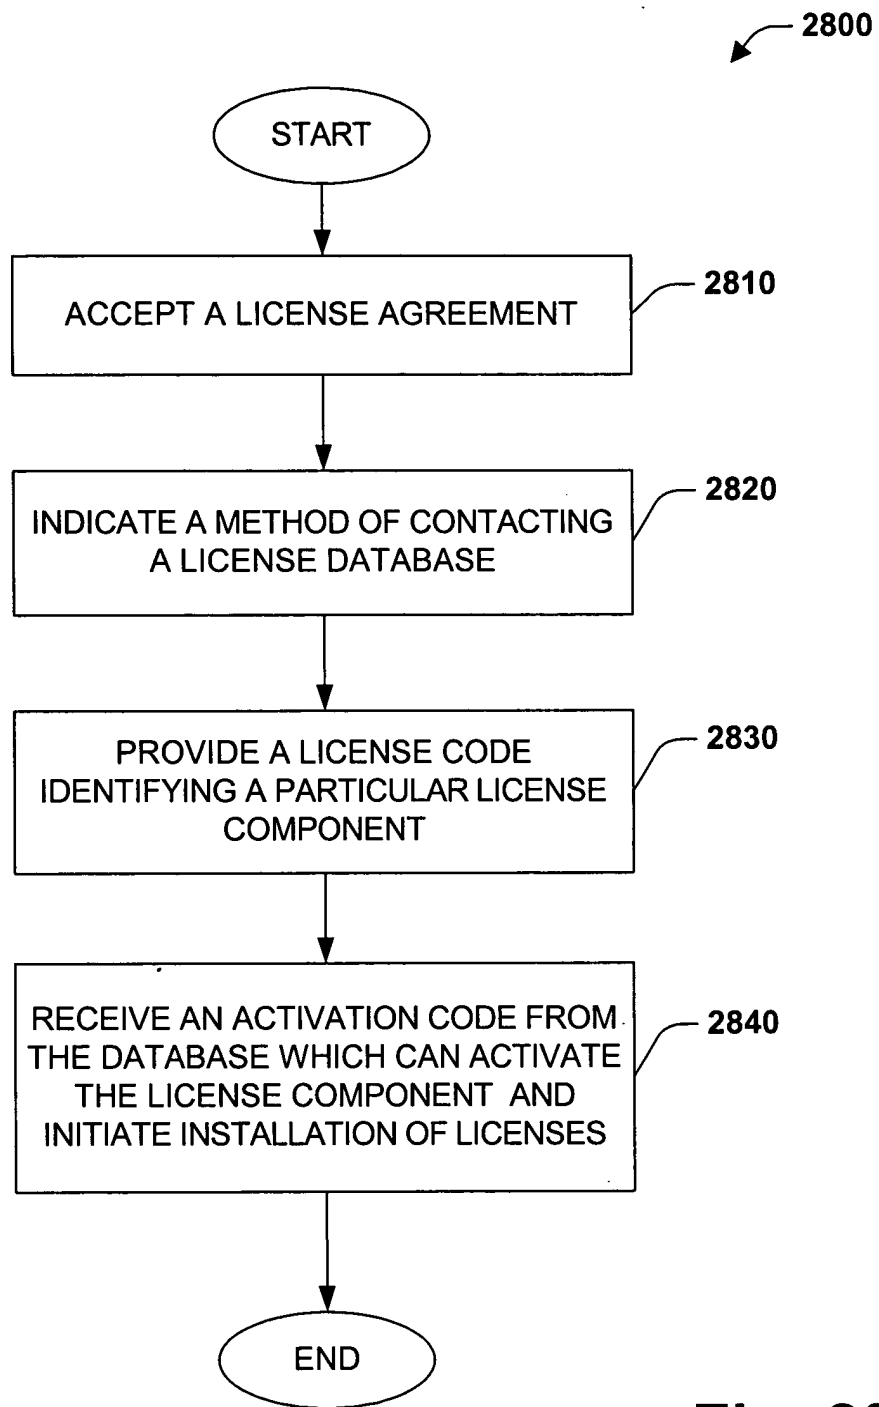 2800
START
ACCEPT A LICENSE AGREEMENT
2810
INDICATE A METHOD OF CONTACTING
A LICENSE DATABASE
2820
PROVIDE A LICENSE CODE
IDENTIFYING A PARTICULAR LICENSE
COMPONENT
2830
RECEIVE AN ACTIVATION CODE FROM
THE DATABASE WHICH CAN ACTIVATE
THE LICENSE COMPONENT AND
INITIATE INSTALLATION OF LICENSES
2840
END